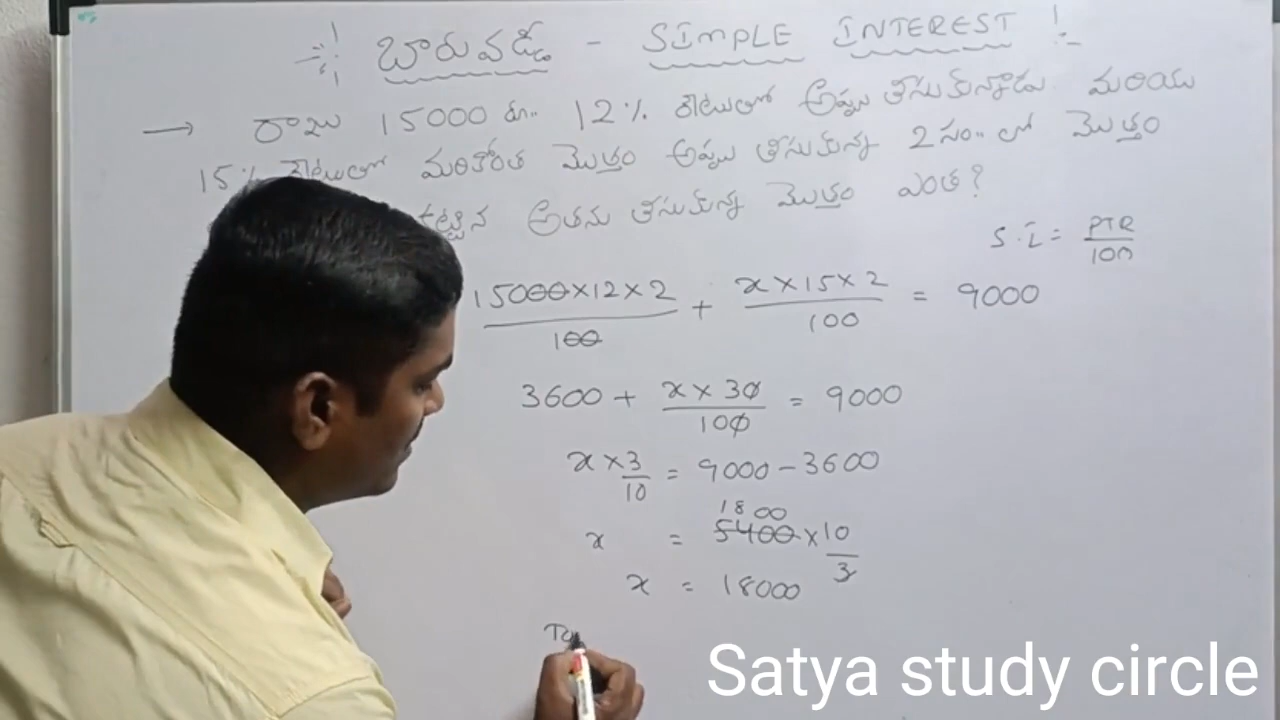 బారువడ్డీ - SIMPLE INTEREST !
→ రాజు 15000 రూ.. 12% రేటుతో అప్పు తీసుకున్నాడు మరియు
15% రేటుతో మరికొంత మొత్తం అప్పు తీసుకున్న 2 సం.. లో మొత్తం
కట్టిన అతను తీసుకున్న మొత్తం ఎంత?
S.I = PTR/100
15000×12×2/100 + x×15×2/100 = 9000
3600 + x×30/100 = 9000
x×3/10 = 9000-3600
1800
x = 5400×10/3
x = 18000
To
Satya study circle